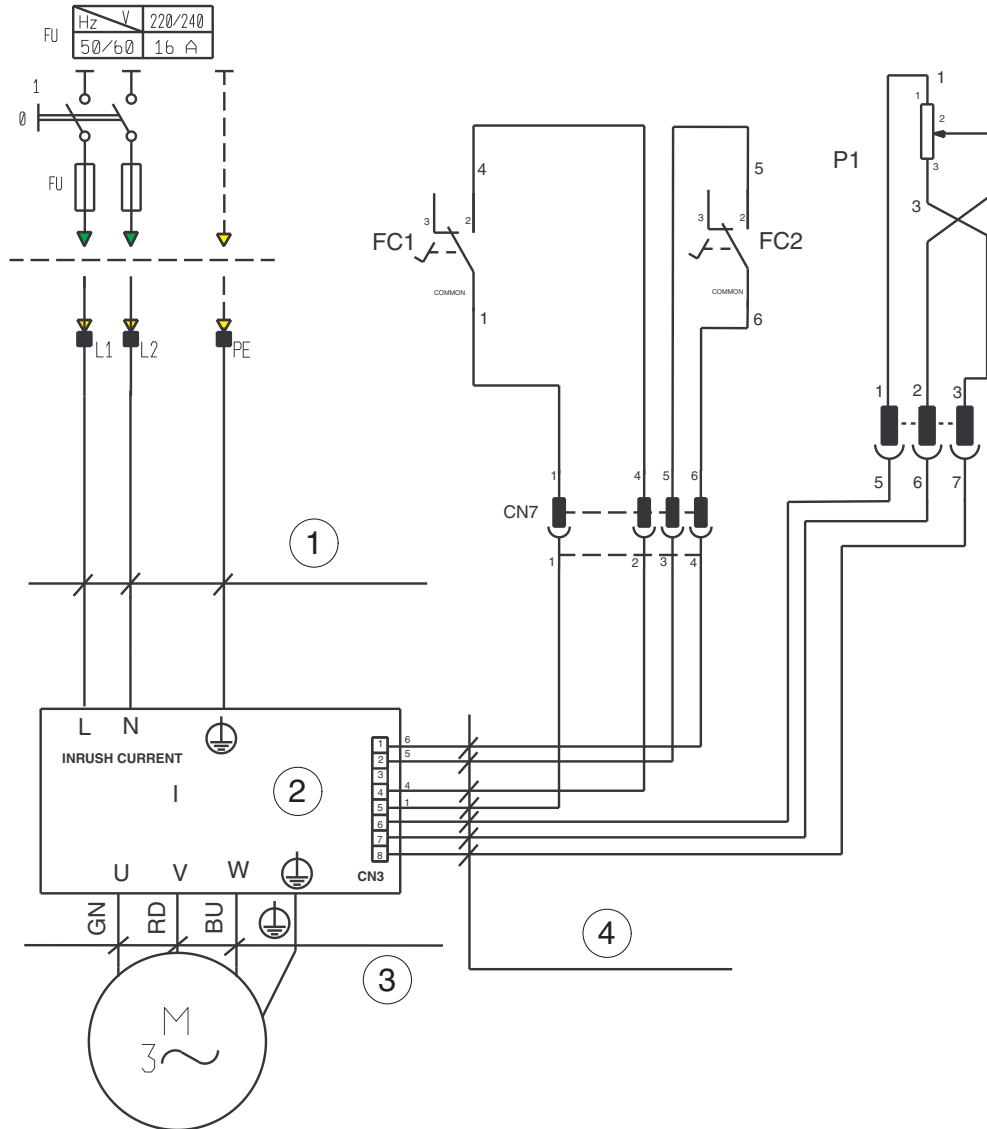 FU
Hz V 220/240
50/60 16 A
1
0
FU
L1 L2 PE
4
3 2
FC1
COMMON
1
5
3 2
FC2
COMMON
6
P1
1
1
2
3
3
1 2 3
5 6 7
1 4 5 6
CN7
1 2 3 4
1
L N
INRUSH CURRENT
I
2
1 6
2 5
3
4 4
5 1
6
7
8
CN3
U V W
GN RD BU
3
4
M
3